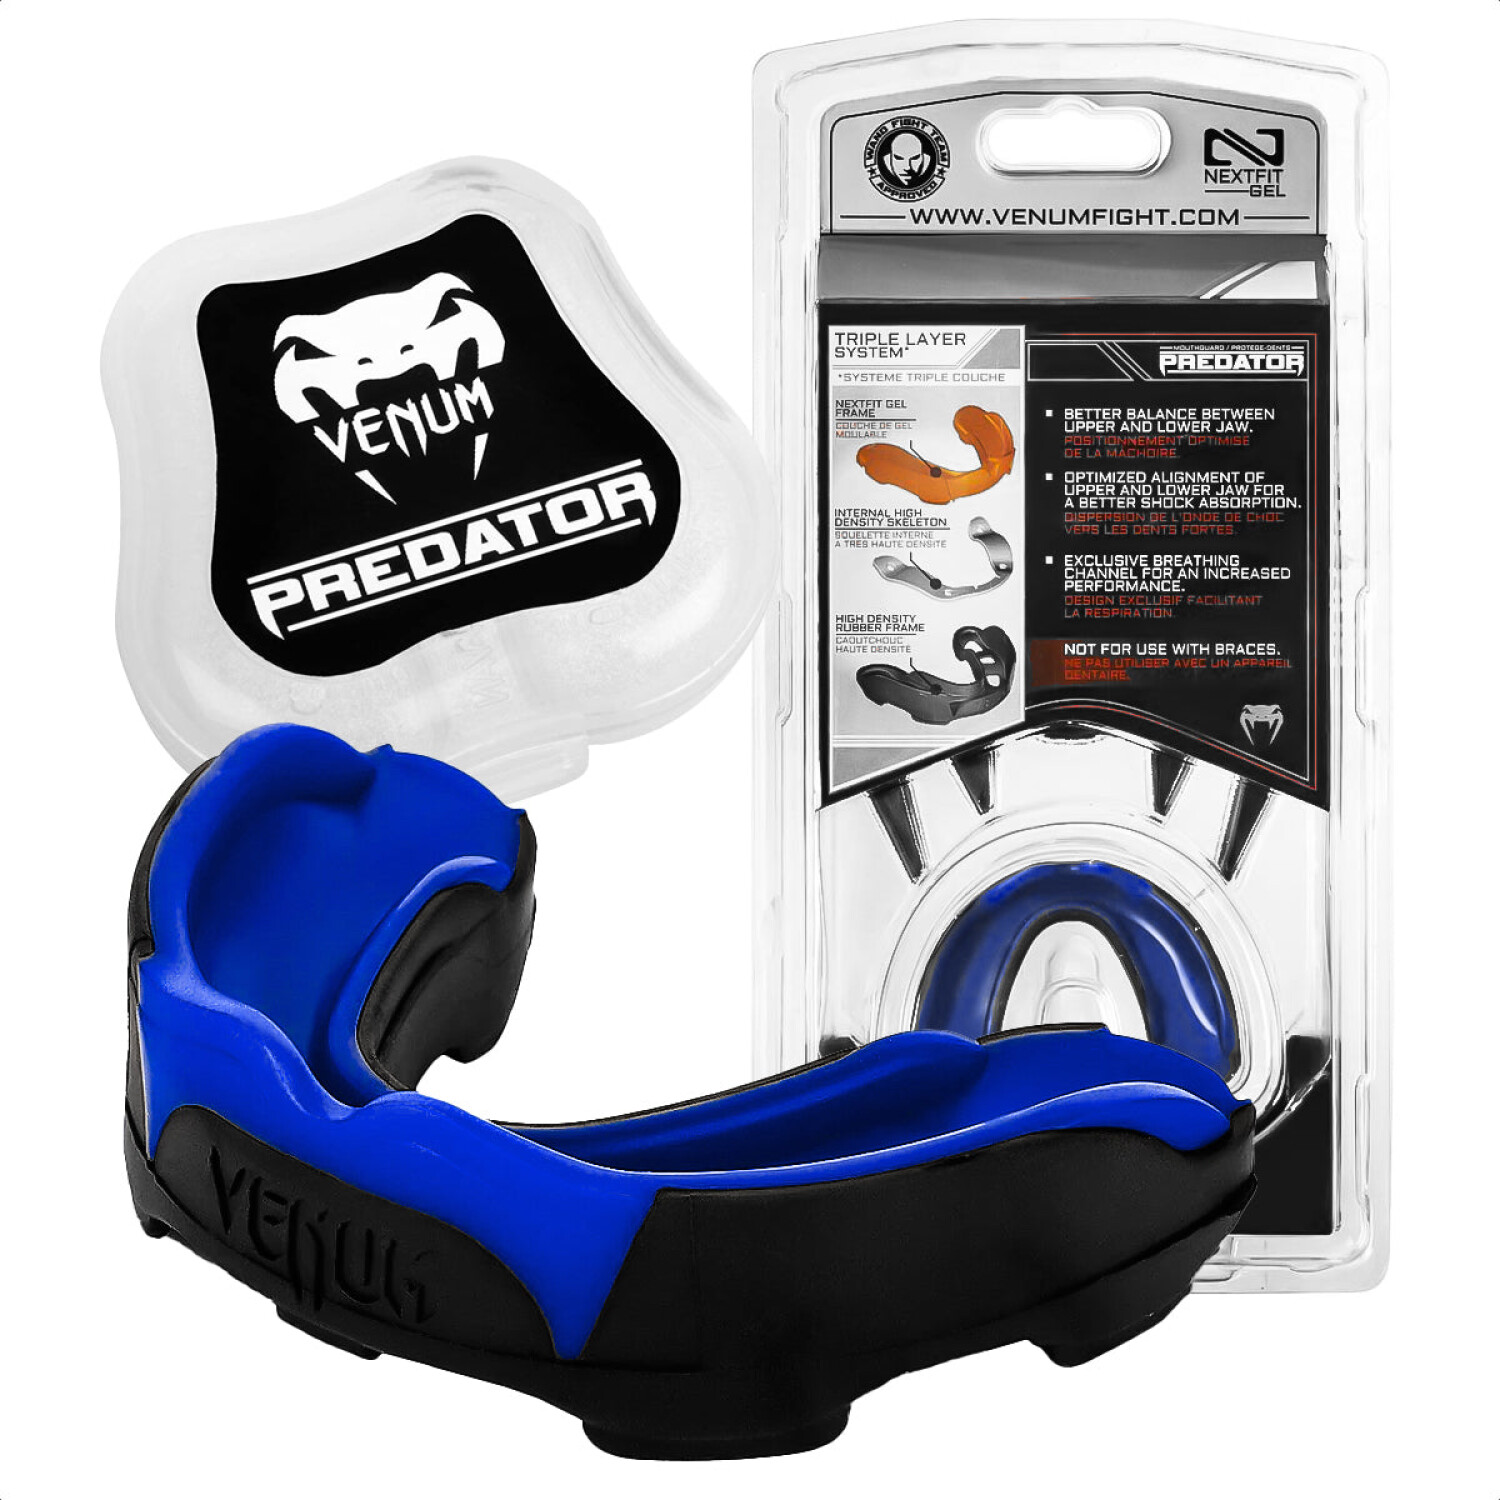 VENUM
PREDATOR
WAND FIGHT TEAM
APPROVED
NEXTFIT
GEL
WWW.VENUMFIGHT.COM
TRIPLE LAYER
SYSTEM*
*SYSTEME TRIPLE COUCHE
NEXTFIT GEL
FRAME
COUCHE DE GEL
MOULABLE
INTERNAL HIGH
DENSITY SKELETON
SQUELETTE INTERNE
A TRES HAUTE DENSITE
HIGH DENSITY
RUBBER FRAME
CAOUTCHOUC
HAUTE DENSITE
MOUTHGUARD / PROTEGE-DENTS
PREDATOR
BETTER BALANCE BETWEEN
UPPER AND LOWER JAW.
POSITIONNEMENT OPTIMISE
DE LA MACHOIRE.
OPTIMIZED ALIGNMENT OF
UPPER AND LOWER JAW FOR
A BETTER SHOCK ABSORPTION.
DISPERSION DE L'ONDE DE CHOC
VERS LES DENTS FORTES.
EXCLUSIVE BREATHING
CHANNEL FOR AN INCREASED
PERFORMANCE.
DESIGN EXCLUSIF FACILITANT
LA RESPIRATION.
NOT FOR USE WITH BRACES.
NE PAS UTILISER AVEC UN APPAREIL
DENTAIRE.
VENUM